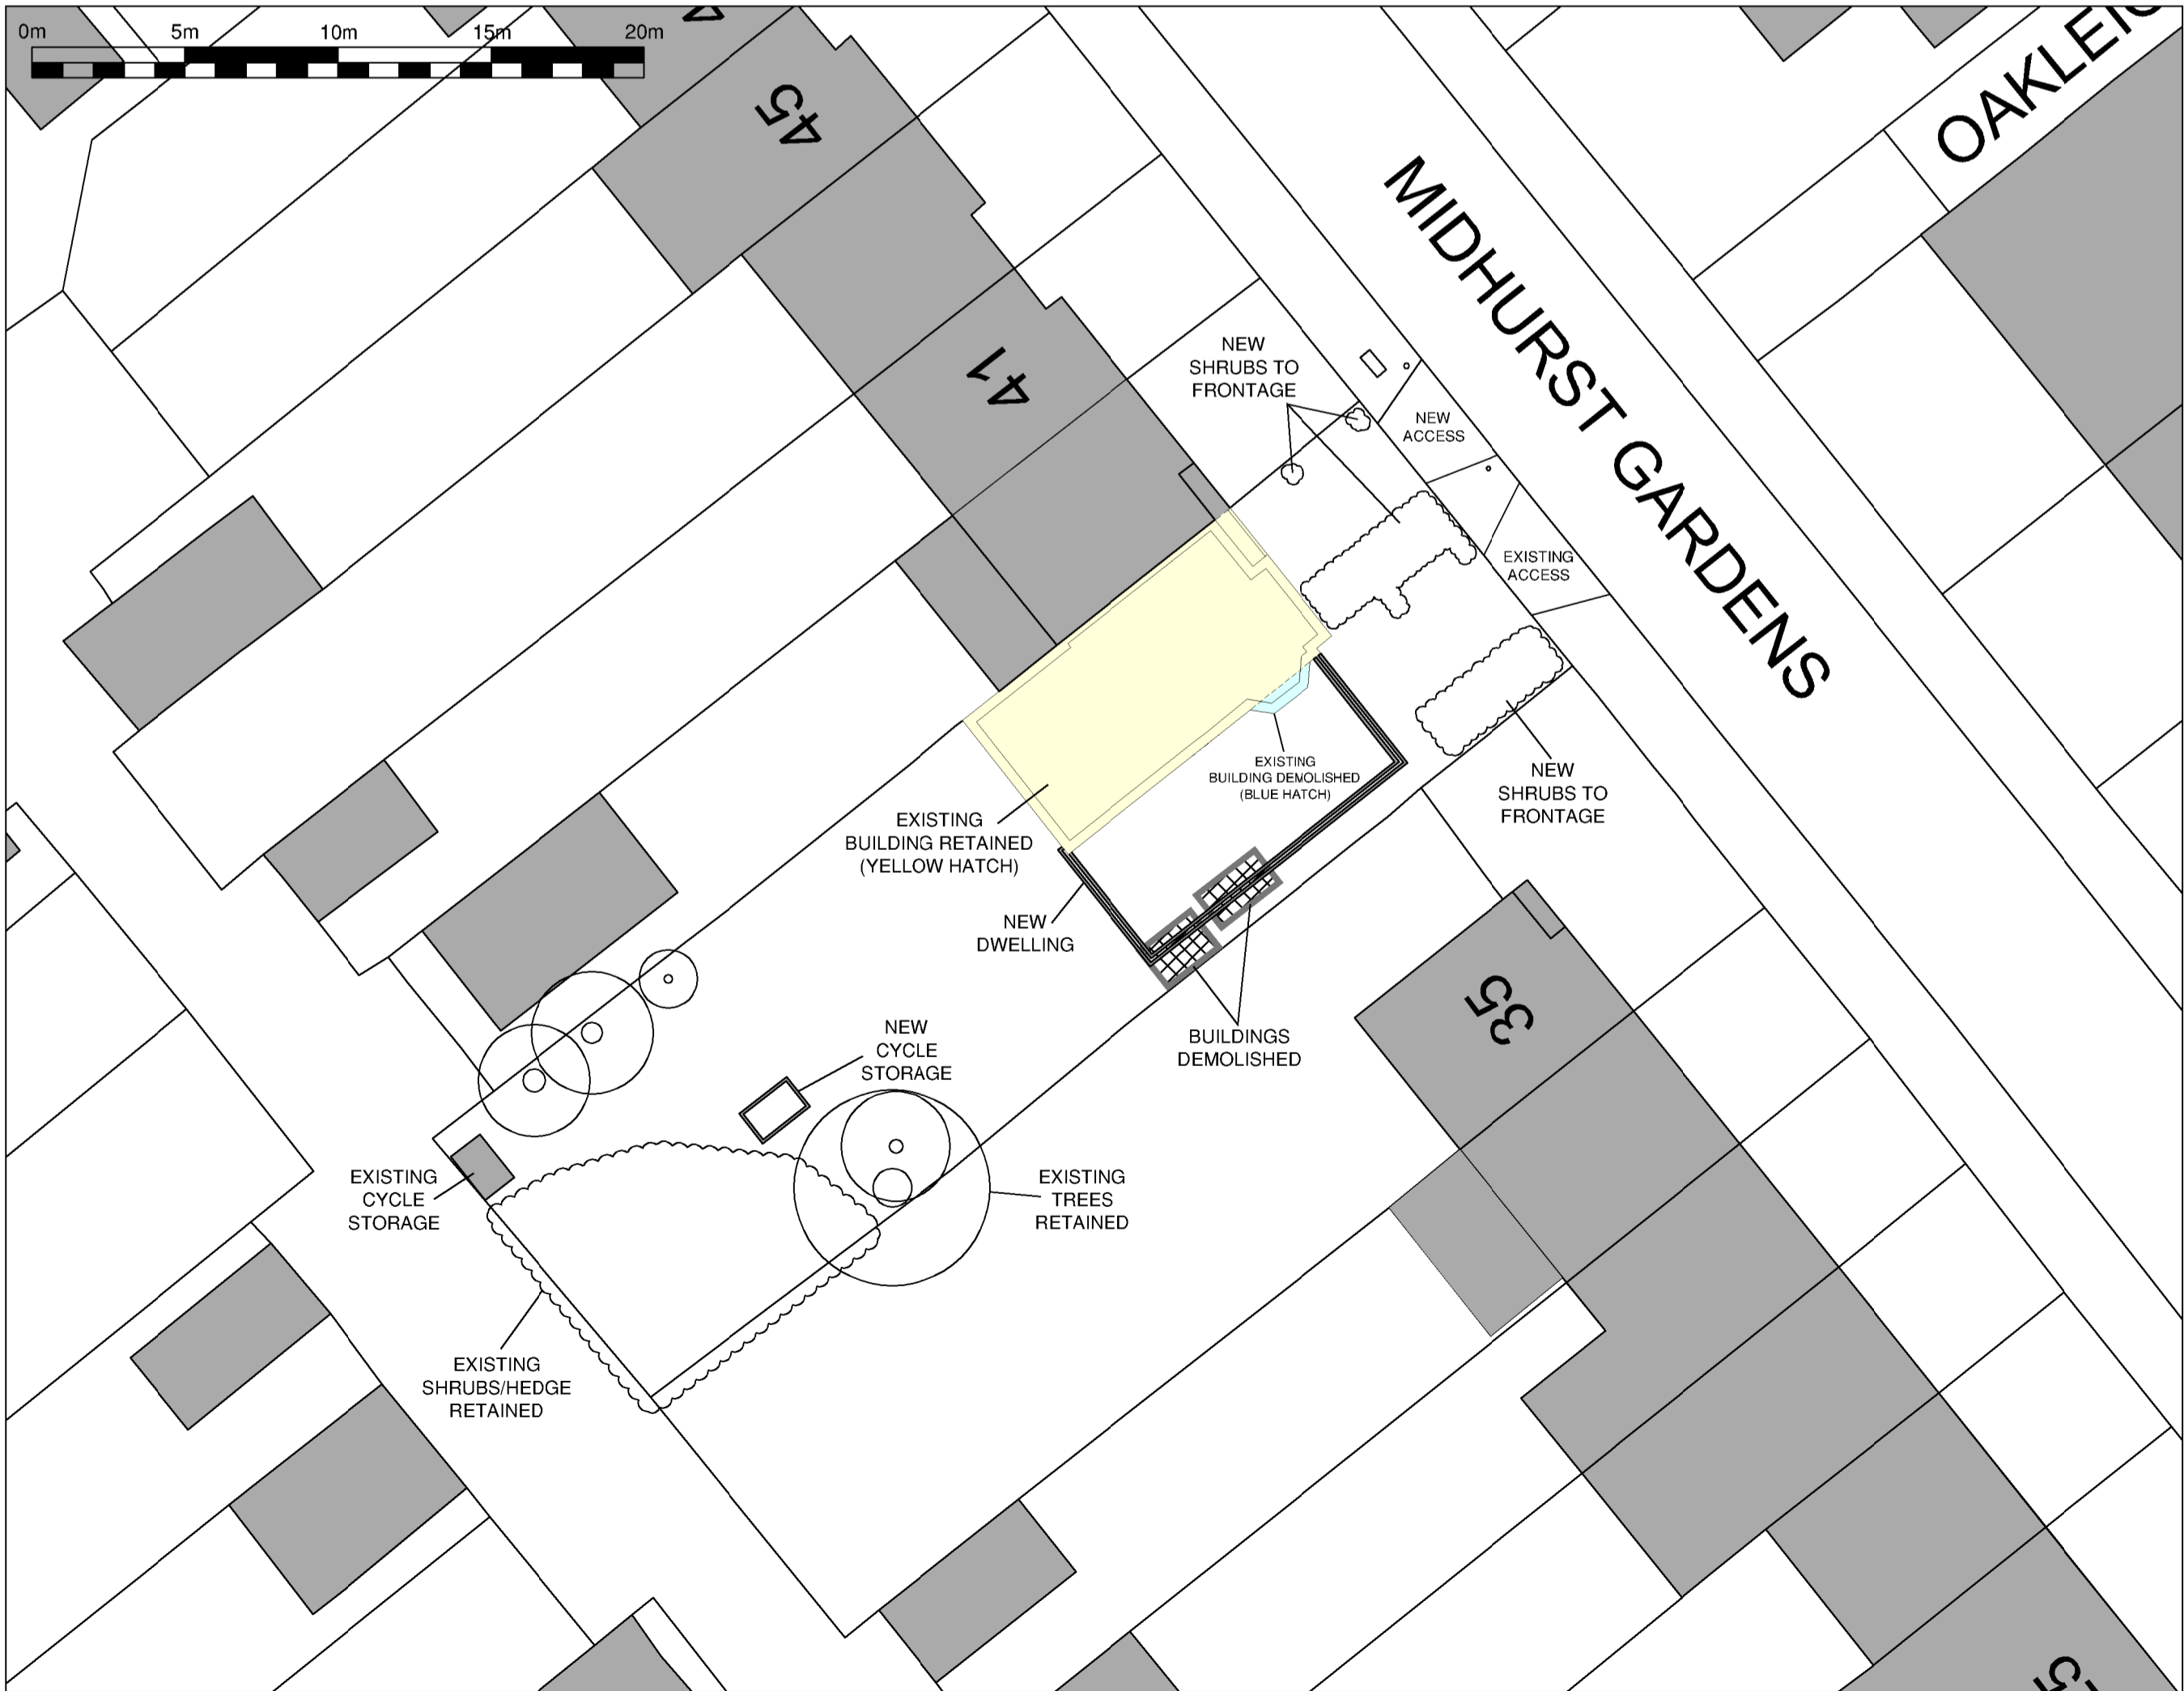 0m 5m 10m 15m 20m
45
OAKLEIG
MIDHURST GARDENS
41
NEW
SHRUBS TO
FRONTAGE
NEW
ACCESS
EXISTING
ACCESS
EXISTING
BUILDING DEMOLISHED
(BLUE HATCH)
NEW
SHRUBS TO
FRONTAGE
EXISTING
BUILDING RETAINED
(YELLOW HATCH)
NEW
DWELLING
35
NEW
CYCLE
STORAGE
BUILDINGS
DEMOLISHED
EXISTING
CYCLE
STORAGE
EXISTING
TREES
RETAINED
EXISTING
SHRUBS/HEDGE
RETAINED